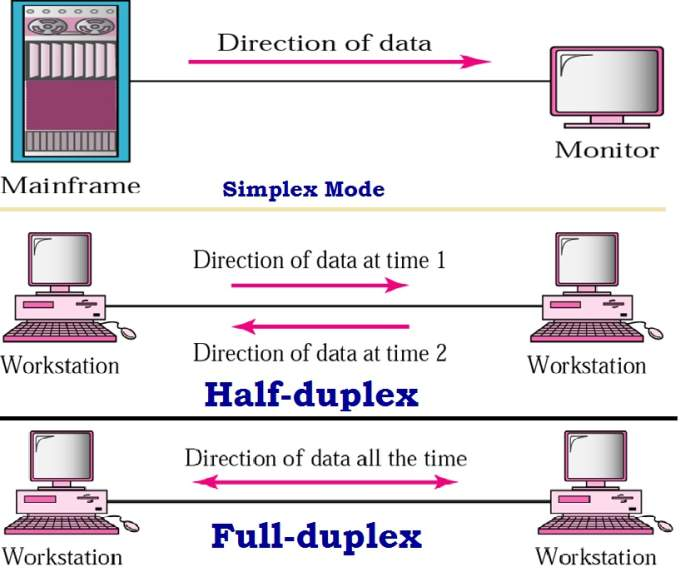 Direction of data
Mainframe
Monitor
Simplex Mode
Direction of data at time 1
Workstation
Workstation
Direction of data at time 2
Half-duplex
Direction of data all the time
Workstation
Workstation
Full-duplex